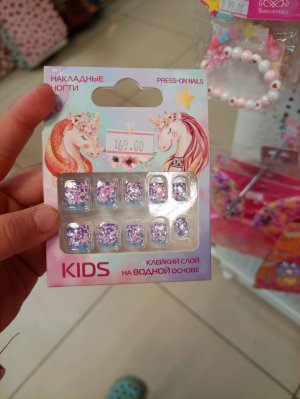 НАКЛАДНЫЕ
НОГТИ
PRESS-ON NAILS
169.00
KIDS
КЛЕЙКИЙ СЛОЙ
НА ВОДНОЙ ОСНОВЕ